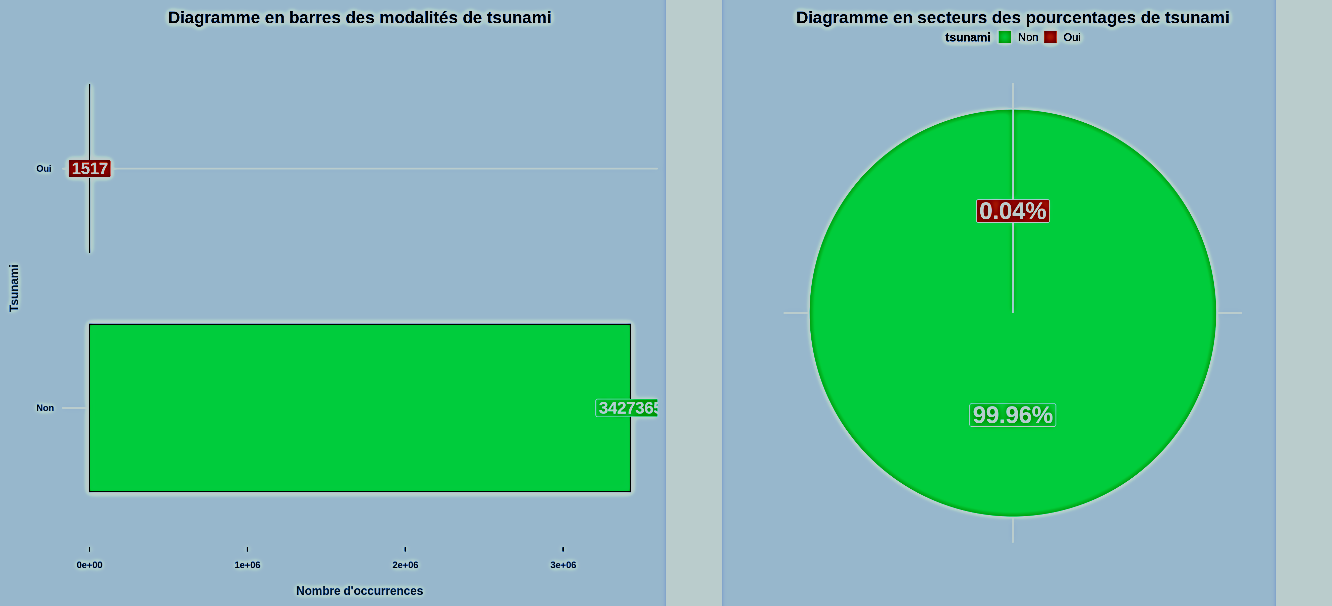 Diagramme en barres des modalités de tsunami
Oui
1517
Tsunami
Non
3427365
0e+00 1e+06 2e+06 3e+06
Nombre d'occurrences
Diagramme en secteurs des pourcentages de tsunami
tsunami Non Oui
0.04%
99.96%